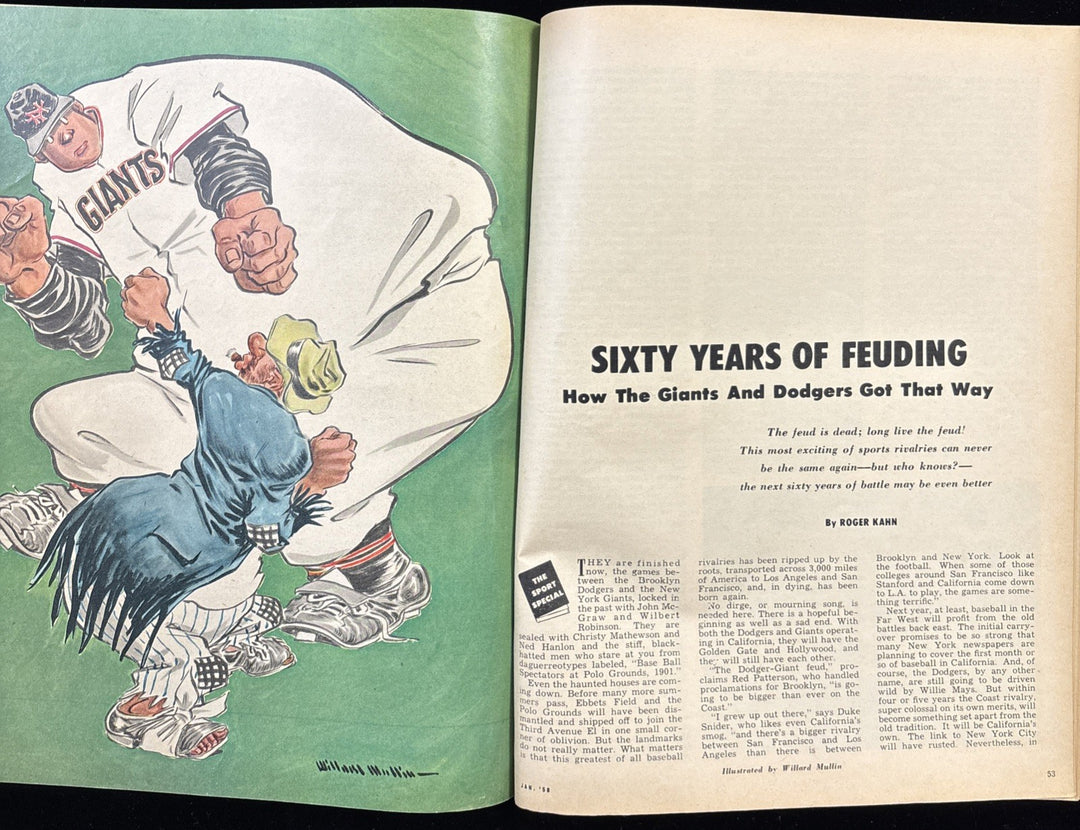 GIANTS
Willard Mullin
SIXTY YEARS OF FEUDING
How The Giants And Dodgers Got That Way
The feud is dead; long live the feud!
This most exciting of sports rivalries can never
be the same again—but who knows?—
the next sixty years of battle may be even better
By ROGER KAHN
THE
SPORT
SPECIAL
THEY are finished
now, the games be-
tween the Brooklyn
Dodgers and the New
York Giants, locked in
the past with John Mc-
Graw and Wilbert
Robinson. They are
sealed with Christy Mathewson and
Ned Hanlon and the stiff, black-
hatted men who stare at you from
daguerreotypes labeled, "Base Ball
Spectators at Polo Grounds, 1901."
Even the haunted houses are com-
ing down. Before many more sum-
mers pass, Ebbets Field and the
Polo Grounds will have been dis-
mantled and shipped off to join the
Third Avenue El in one small cor-
ner of oblivion. But the landmarks
do not really matter. What matters
is that this greatest of all baseball
rivalries has been ripped up by the
roots, transported across 3,000 miles
of America to Los Angeles and San
Francisco, and, in dying, has been
born again.
No dirge, or mourning song, is
needed here. There is a hopeful be-
ginning as well as a sad end. With
both the Dodgers and Giants operat-
ing in California, they will have the
Golden Gate and Hollywood, and
they will still have each other.
"The Dodger-Giant feud," pro-
claims Red Patterson, who handled
proclamations for Brooklyn, "is go-
ing to be bigger than ever on the
Coast."
"I grew up out there," says Duke
Snider, who likes even California's
smog, "and there's a bigger rivalry
between San Francisco and Los
Angeles than there is between
Brooklyn and New York. Look at
the football. When some of those
colleges around San Francisco like
Stanford and California come down
to L.A. to play, the games are some-
thing terrific."
Next year, at least, baseball in the
Far West will profit from the old
battles back east. The initial carry-
over promises to be so strong that
many New York newspapers are
planning to cover the first month or
so of baseball in California. And, of
course, the Dodgers, by any other
name, are still going to be driven
wild by Willie Mays. But within
four or five years the Coast rivalry,
super colossal on its own merits, will
become something set apart from the
old tradition. It will be California's
own. The link to New York City
will have rusted. Nevertheless, in
Illustrated by Willard Mullin
JAN. '58
53